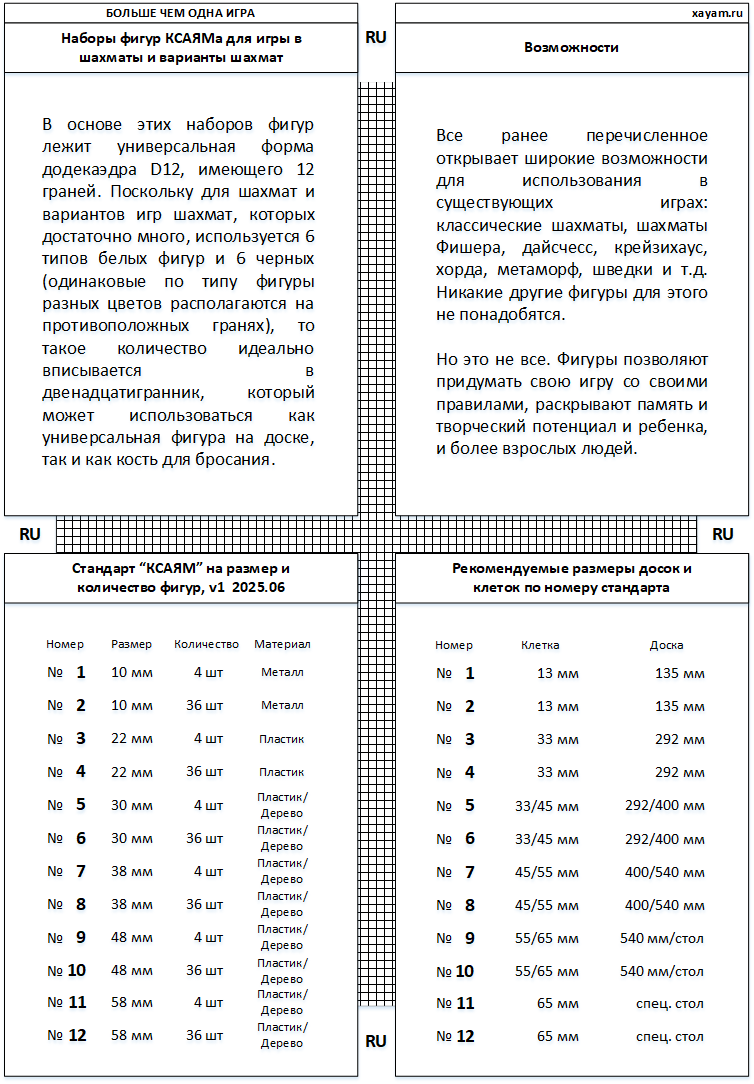 БОЛЬШЕ ЧЕМ ОДНА ИГРА
Наборы фигур КСАЯМа для игры в
шахматы и варианты шахмат
В основе этих наборов фигур
лежит универсальная форма
додекаэдра D12, имеющего 12
граней. Поскольку для шахмат и
вариантов игр шахмат, которых
достаточно много, используется 6
типов белых фигур и 6 черных
(одинаковые по типу фигуры
разных цветов располагаются на
противоположных гранях), то
такое количество идеально
вписывается в
двенадцатигранник, который
может использоваться как
универсальная фигура на доске,
так и как кость для бросания.
RU
xayam.ru
Возможности
Все ранее перечисленное
открывает широкие возможности
для использования в
существующих играх:
классические шахматы, шахматы
Фишера, дайсчесс, крейзихаус,
хорда, метаморф, шведки и т.д.
Никакие другие фигуры для этого
не понадобятся.
Но это не все. Фигуры позволяют
придумать свою игру со своими
правилами, раскрывают память и
творческий потенциал и ребенка,
и более взрослых людей.
RU
RU
Стандарт “КСАЯМ” на размер и
количество фигур, v1 2025.06
Номер Размер Количество Материал
№ 1 10 мм 4 шт Металл
№ 2 10 мм 36 шт Металл
№ 3 22 мм 4 шт Пластик
№ 4 22 мм 36 шт Пластик
№ 5 30 мм 4 шт Пластик/
Дерево
№ 6 30 мм 36 шт Пластик/
Дерево
№ 7 38 мм 4 шт Пластик/
Дерево
№ 8 38 мм 36 шт Пластик/
Дерево
№ 9 48 мм 4 шт Пластик/
Дерево
№ 10 48 мм 36 шт Пластик/
Дерево
№ 11 58 мм 4 шт Пластик/
Дерево
№ 12 58 мм 36 шт Пластик/
Дерево
Рекомендуемые размеры досок и
клеток по номеру стандарта
Номер Клетка Доска
№ 1 13 мм 135 мм
№ 2 13 мм 135 мм
№ 3 33 мм 292 мм
№ 4 33 мм 292 мм
№ 5 33/45 мм 292/400 мм
№ 6 33/45 мм 292/400 мм
№ 7 45/55 мм 400/540 мм
№ 8 45/55 мм 400/540 мм
№ 9 55/65 мм 540 мм/стол
№ 10 55/65 мм 540 мм/стол
№ 11 65 мм спец. стол
№ 12 65 мм спец. стол
RU